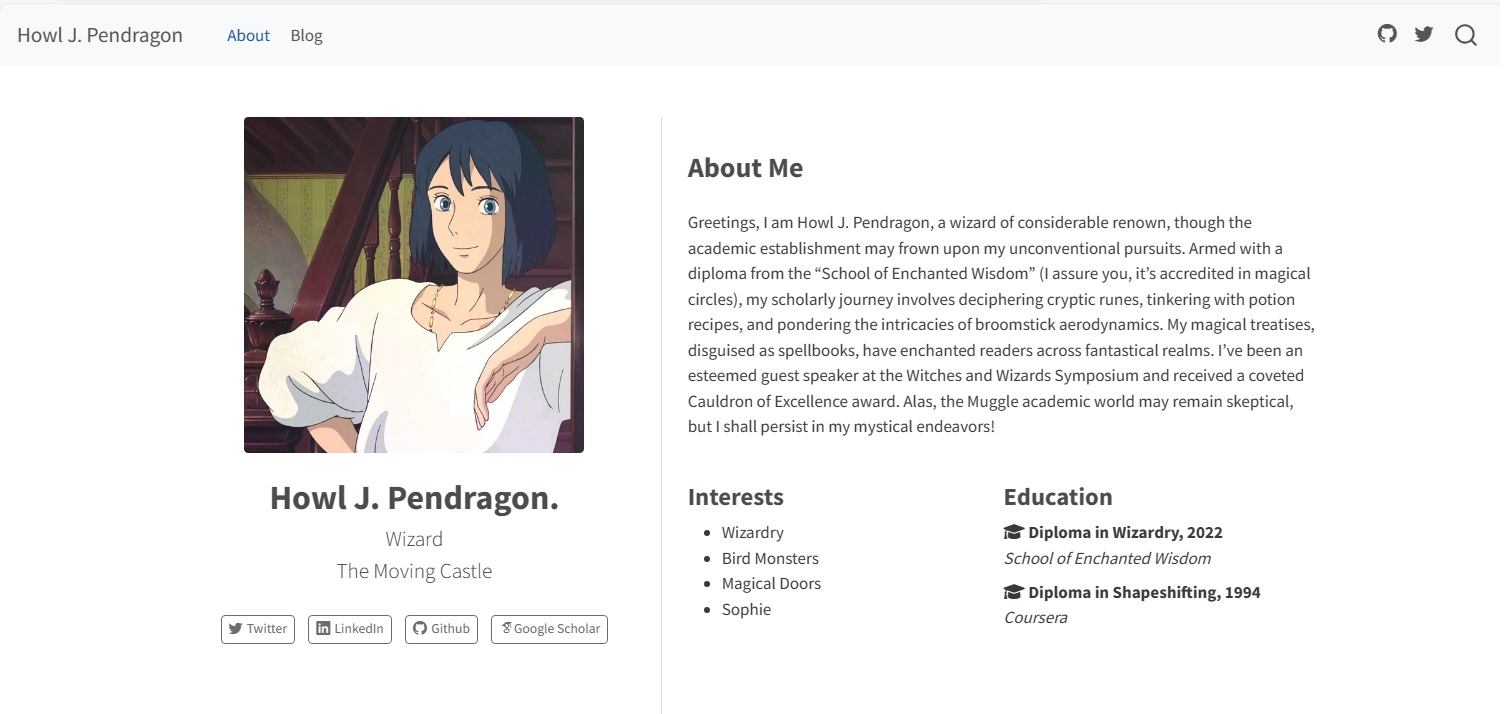 Howl J. Pendragon About Blog
Howl J. Pendragon.
Wizard
The Moving Castle
Twitter LinkedIn Github Google Scholar
About Me
Greetings, I am Howl J. Pendragon, a wizard of considerable renown, though the
academic establishment may frown upon my unconventional pursuits. Armed with a
diploma from the “School of Enchanted Wisdom” (I assure you, it’s accredited in magical
circles), my scholarly journey involves deciphering cryptic runes, tinkering with potion
recipes, and pondering the intricacies of broomstick aerodynamics. My magical treatises,
disguised as spellbooks, have enchanted readers across fantastical realms. I’ve been an
esteemed guest speaker at the Witches and Wizards Symposium and received a coveted
Cauldron of Excellence award. Alas, the Muggle academic world may remain skeptical,
but I shall persist in my mystical endeavors!
Interests
Wizardry
Bird Monsters
Magical Doors
Sophie
Education
Diploma in Wizardry, 2022
School of Enchanted Wisdom
Diploma in Shapeshifting, 1994
Coursera